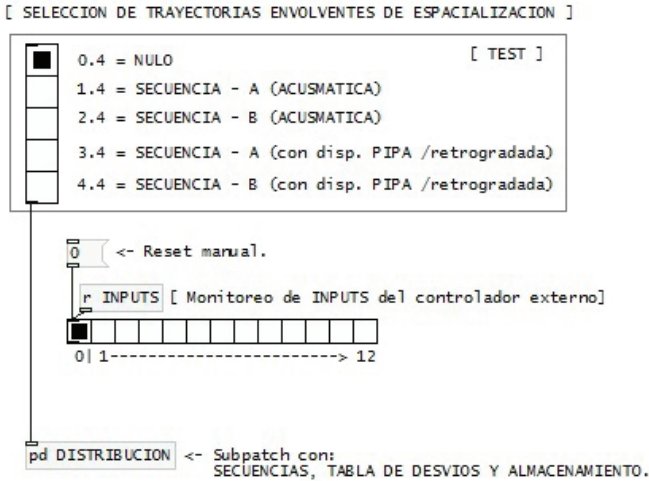 [ SELECCION DE TRAYECTORIAS ENVOLVENTES DE ESPACIALIZACION ]
0.4 = NULO [ TEST ]
1.4 = SECUENCIA - A (ACUSMATICA)
2.4 = SECUENCIA - B (ACUSMATICA)
3.4 = SECUENCIA - A (con disp. PIPA /retrogradada)
4.4 = SECUENCIA - B (con disp. PIPA /retrogradada)
0 <- Reset manual.
r INPUTS [ Monitoreo de INPUTS del controlador externo]
0| 1-----------------------------> 12
pd DISTRIBUCION <- Subpatch con:
SECUENCIAS, TABLA DE DESVIOS Y ALMACENAMIENTO.